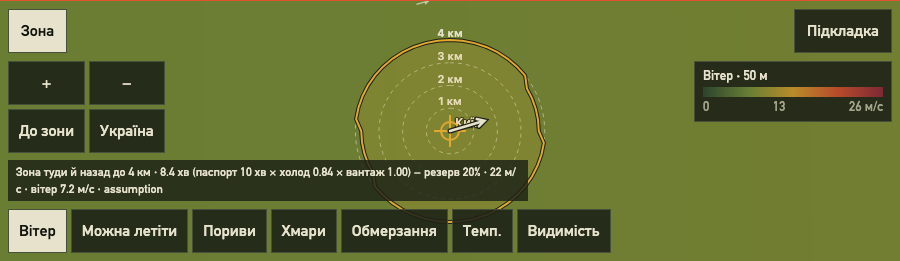 Зона
Підкладка
4 км
3 км
2 км
1 км
Вітер · 50 м
0 13 26 м/с
+ −
До зони Україна
Зона туди й назад до 4 км · 8.4 хв (паспорт 10 хв × холод 0.84 × вантаж 1.00) − резерв 20% · 22 м/
с · вітер 7.2 м/с · assumption
Вітер Можна летіти Пориви Хмари Обмерзання Темп. Видимість